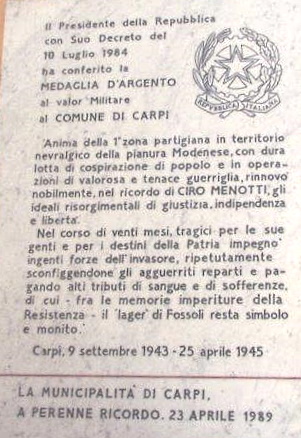 Il Presidente della Repubblica
con Suo Decreto del
10 Luglio 1984
ha conferito la
MEDAGLIA D'ARGENTO
al valor Militare
al COMUNE DI CARPI
REPVBBLICA ITALIANA
"Anima della 1ª zona partigiana in territorio
nevralgico della pianura Modenese, con dura
lotta di cospirazione di popolo e in opera-
zioni di valorosa e tenace guerriglia, rinnovò
nobilmente, nel ricordo di CIRO MENOTTI, gli
ideali risorgimentali di giustizia, indipendenza
e libertà.
Nel corso di venti mesi, tragici per le sue
genti e per i destini della Patria impegnò
ingenti forze dell'invasore, ripetutamente
sconfiggendone gli agguerriti reparti e pa-
gando alti tributi di sangue e di sofferenze,
di cui - fra le memorie imperiture della
Resistenza - il "lager" di Fossoli resta simbolo
e monito."
Carpi, 9 settembre 1943 - 25 aprile 1945
LA MUNICIPALITA' DI CARPI,
A PERENNE RICORDO. 23 APRILE 1989